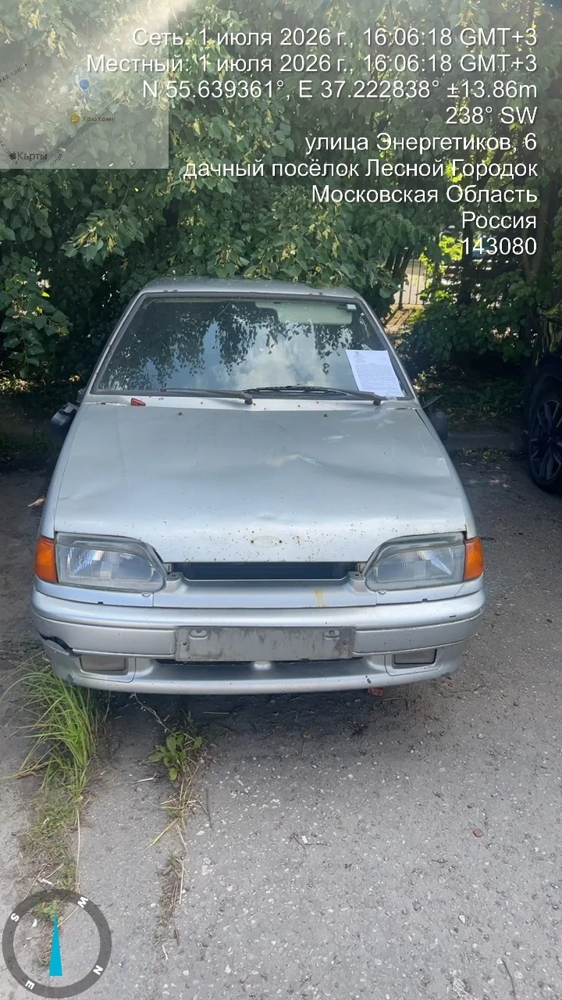 Сеть: 1 июля 2026 г., 16:06:18 GMT+3
Местный: 1 июля 2026 г., 16:06:18 GMT+3
N 55.639361°, E 37.222838° ±13.86m
238° SW
улица Энергетиков, 6
дачный посёлок Лесной Городок
Московская Область
Россия
143080
ХрюКому
Карты
S
W
E
N